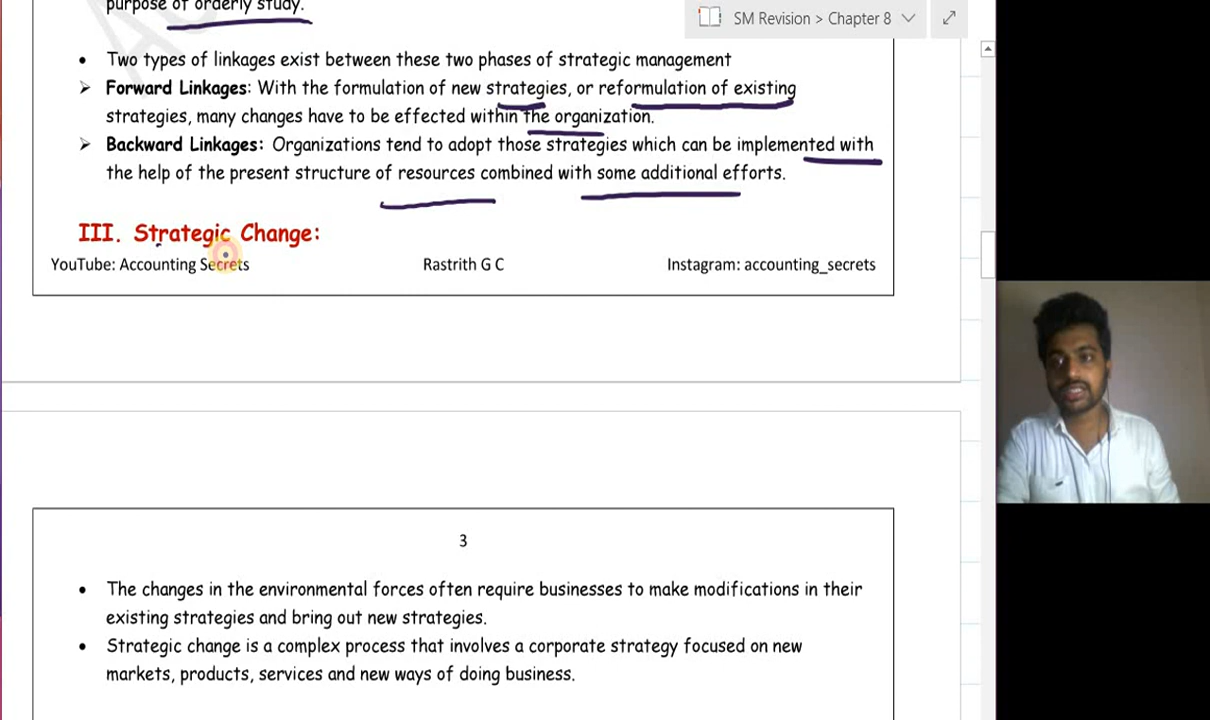 purpose of orderly study.
SM Revision > Chapter 8
• Two types of linkages exist between these two phases of strategic management
➢ Forward Linkages: With the formulation of new strategies, or reformulation of existing
strategies, many changes have to be effected within the organization.
➢ Backward Linkages: Organizations tend to adopt those strategies which can be implemented with
the help of the present structure of resources combined with some additional efforts.
III. Strategic Change:
YouTube: Accounting Secrets Rastrith G C Instagram: accounting_secrets
3
• The changes in the environmental forces often require businesses to make modifications in their
existing strategies and bring out new strategies.
• Strategic change is a complex process that involves a corporate strategy focused on new
markets, products, services and new ways of doing business.